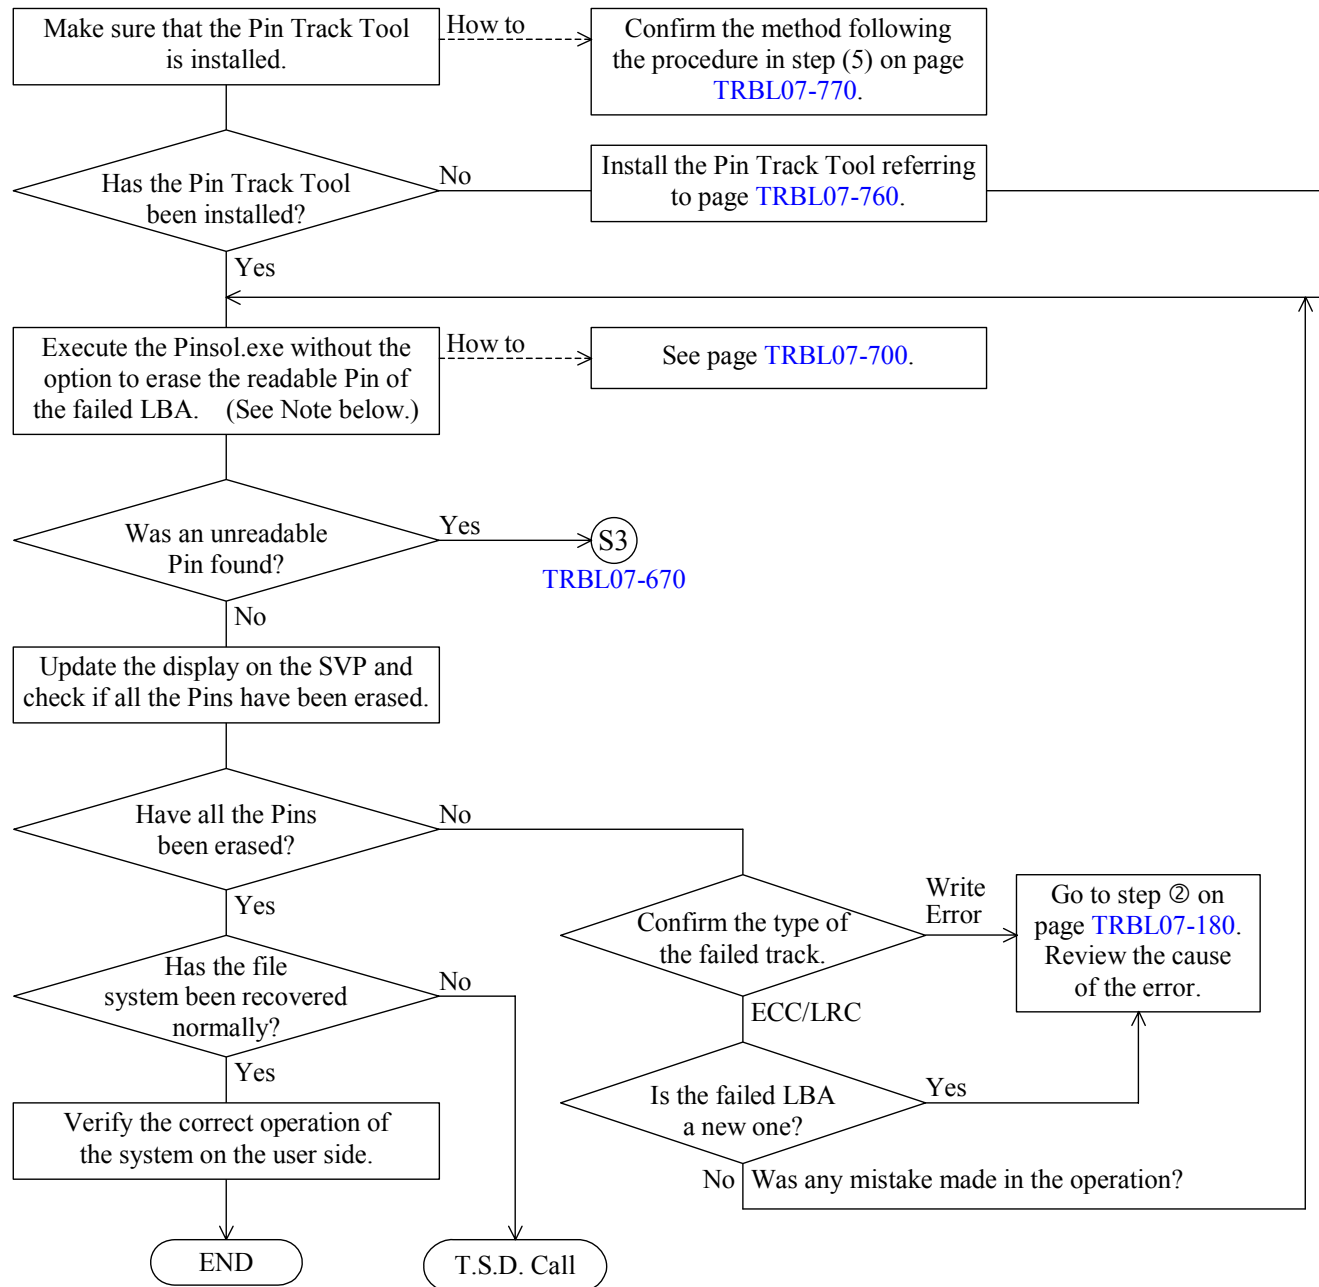 Make sure that the Pin Track Tool
is installed.
How to
Confirm the method following
the procedure in step (5) on page
TRBL07-770.
Has the Pin Track Tool
been installed?
No
Install the Pin Track Tool referring
to page TRBL07-760.
Yes
Execute the Pinsol.exe without the
option to erase the readable Pin of
the failed LBA. (See Note below.)
How to
See page TRBL07-700.
Was an unreadable
Pin found?
Yes
S3
TRBL07-670
No
Update the display on the SVP and
check if all the Pins have been erased.
Have all the Pins
been erased?
No
Yes
Confirm the type of
the failed track.
Write
Error
Go to step ② on
page TRBL07-180.
Review the cause
of the error.
Has the file
system been recovered
normally?
No
ECC/LRC
Yes
Is the failed LBA
a new one?
Yes
Verify the correct operation of
the system on the user side.
No Was any mistake made in the operation?
END
T.S.D. Call